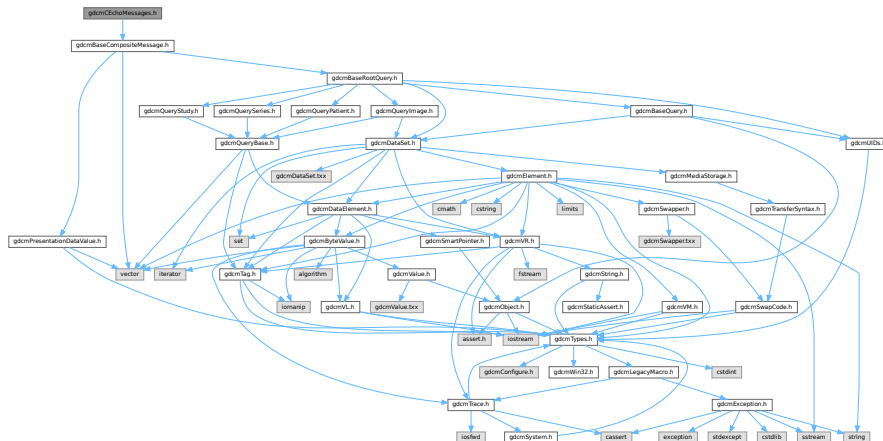 gdcmCEchoMessages.h
gdcmBaseCompositeMessage.h
gdcmBaseRootQuery.h
gdcmQueryStudy.h
gdcmQuerySeries.h
gdcmQueryPatient.h
gdcmQueryImage.h
gdcmBaseQuery.h
gdcmQueryBase.h
gdcmDataSet.h
gdcmUIDs.h
gdcmDataSet.txx
gdcmElement.h
gdcmMediaStorage.h
gdcmDataElement.h
cmath
cstring
limits
gdcmSwapper.h
gdcmTransferSyntax.h
gdcmPresentationDataValue.h
set
gdcmByteValue.h
gdcmSmartPointer.h
gdcmVR.h
gdcmSwapper.txx
vector
iterator
gdcmTag.h
algorithm
gdcmValue.h
fstream
gdcmString.h
iomanip
gdcmVL.h
gdcmValue.txx
gdcmObject.h
gdcmStaticAssert.h
gdcmVM.h
gdcmSwapCode.h
assert.h
iostream
gdcmTypes.h
gdcmConfigure.h
gdcmWin32.h
gdcmLegacyMacro.h
cstdint
gdcmTrace.h
gdcmException.h
iosfwd
gdcmSystem.h
cassert
exception
stdexcept
cstdlib
sstream
string